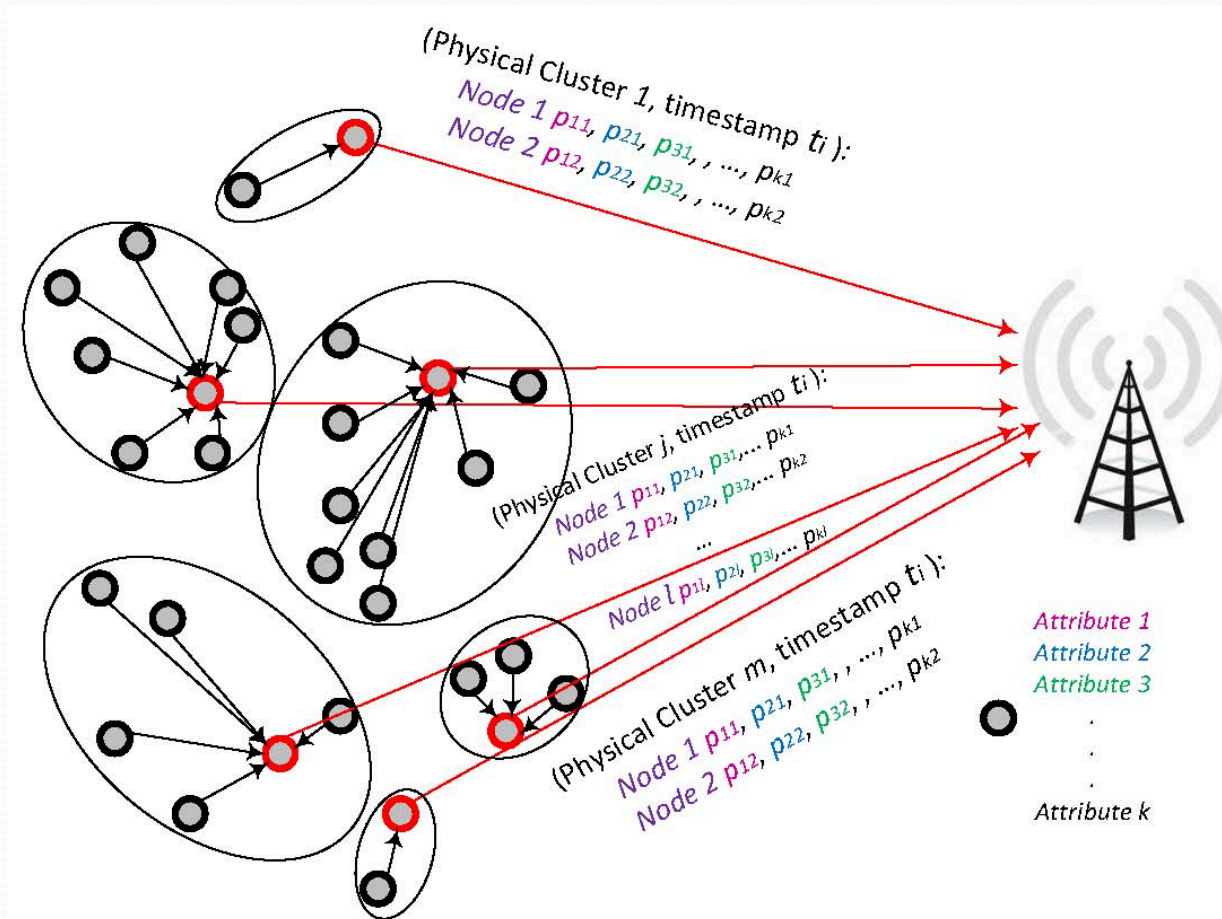 (Physical Cluster 1, timestamp ti ):
Node 1 p11, p21, p31, , ..., pk1
Node 2 p12, p22, p32, , ..., pk2
(Physical Cluster j, timestamp ti):
Node 1 p11, p21, p31,... pk1
Node 2 p12, p22, p32,... pk2
...
Node l p1l, p2l, p3l,... pkl
(Physical Cluster m, timestamp ti ):
Node 1 p11, p21, p31, , ..., pk1
Node 2 p12, p22, p32, , ..., pk2
Attribute 1
Attribute 2
Attribute 3
.
.
.
Attribute k